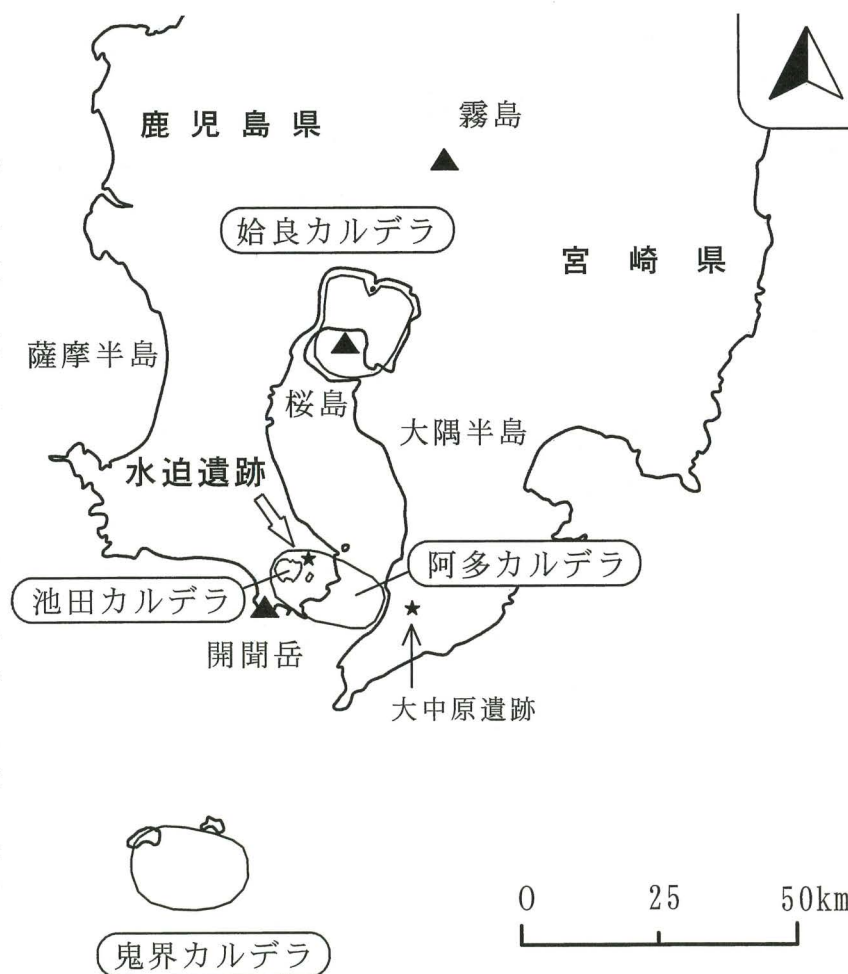 霧島
鹿児島県
姶良カルデラ
宮崎県
薩摩半島
桜島
大隅半島
水迫遺跡
阿多カルデラ
池田カルデラ
開聞岳
大中原遺跡
0 25 50km
鬼界カルデラ